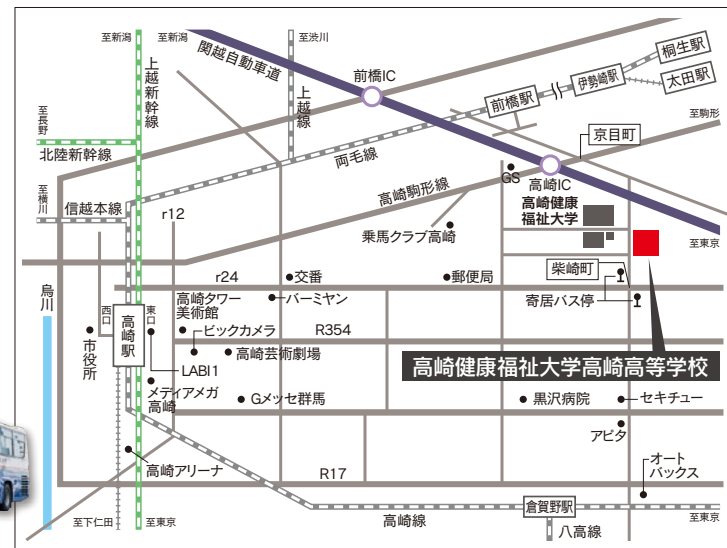 至新潟
至新潟
至渋川
関越自動車道
上越新幹線
上越線
前橋IC
前橋駅
伊勢崎駅
桐生駅
太田駅
至長野
北陸新幹線
両毛線
京目町
至駒形
至横川
信越本線
r12
高崎駒形線
GS
高崎IC
高崎健康
福祉大学
乗馬クラブ高崎
至東京
烏川
r24
交番
郵便局
柴崎町
高崎タワー
美術館
バーミヤン
寄居バス停
西口
高崎駅
東口
市役所
ビックカメラ
R354
高崎芸術劇場
LABI1
高崎健康福祉大学高崎高等学校
メディアメガ
高崎
Gメッセ群馬
黒沢病院
セキチュー
アピタ
高崎アリーナ
R17
オート
バックス
至下仁田
至東京
高崎線
倉賀野駅
八高線
至東京